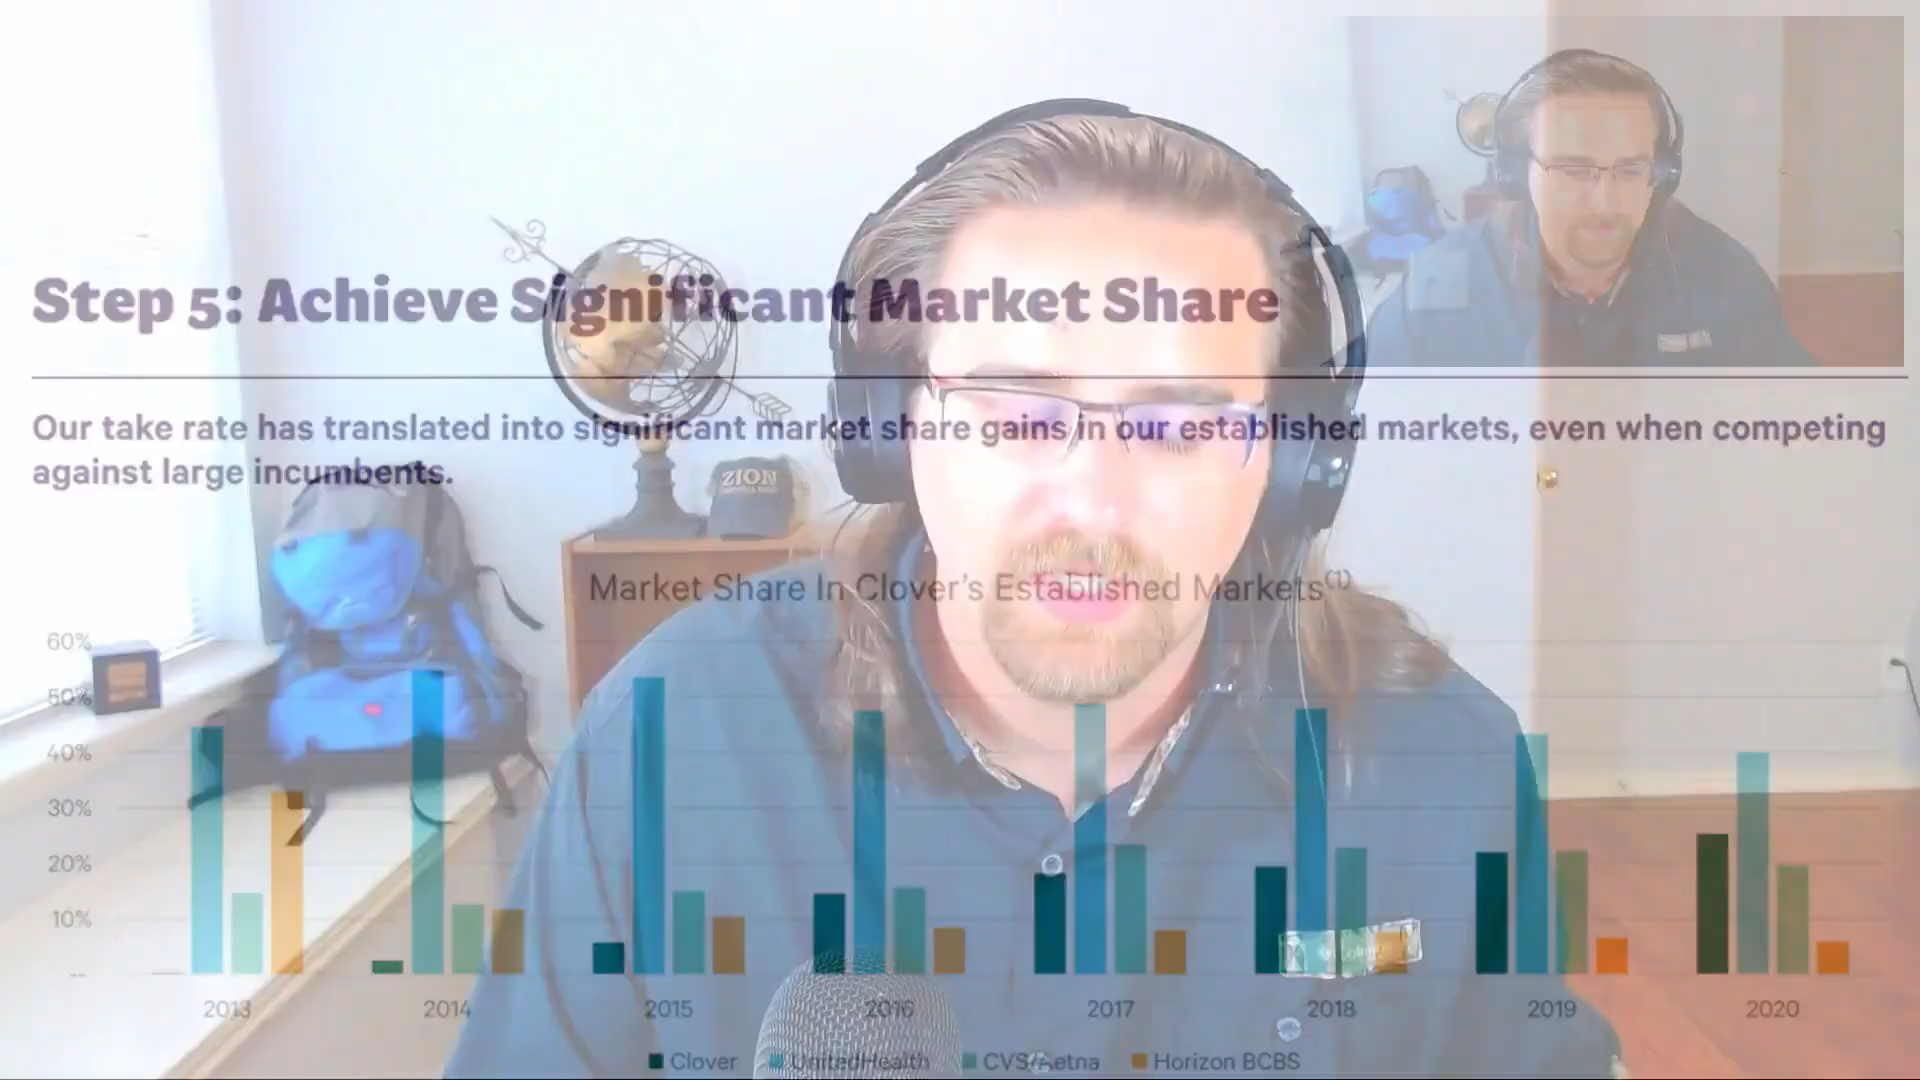 Step 5: Achieve Significant Market Share
Our take rate has translated into significant market share gains in our established markets, even when competing
against large incumbents.
ZION
Market Share In Clover's Established Markets(1)
60%
50%
40%
30%
20%
10%
--
2013 2014 2015 2016 2017 2018 2019 2020
Clover UnitedHealth CVS/Aetna Horizon BCBS